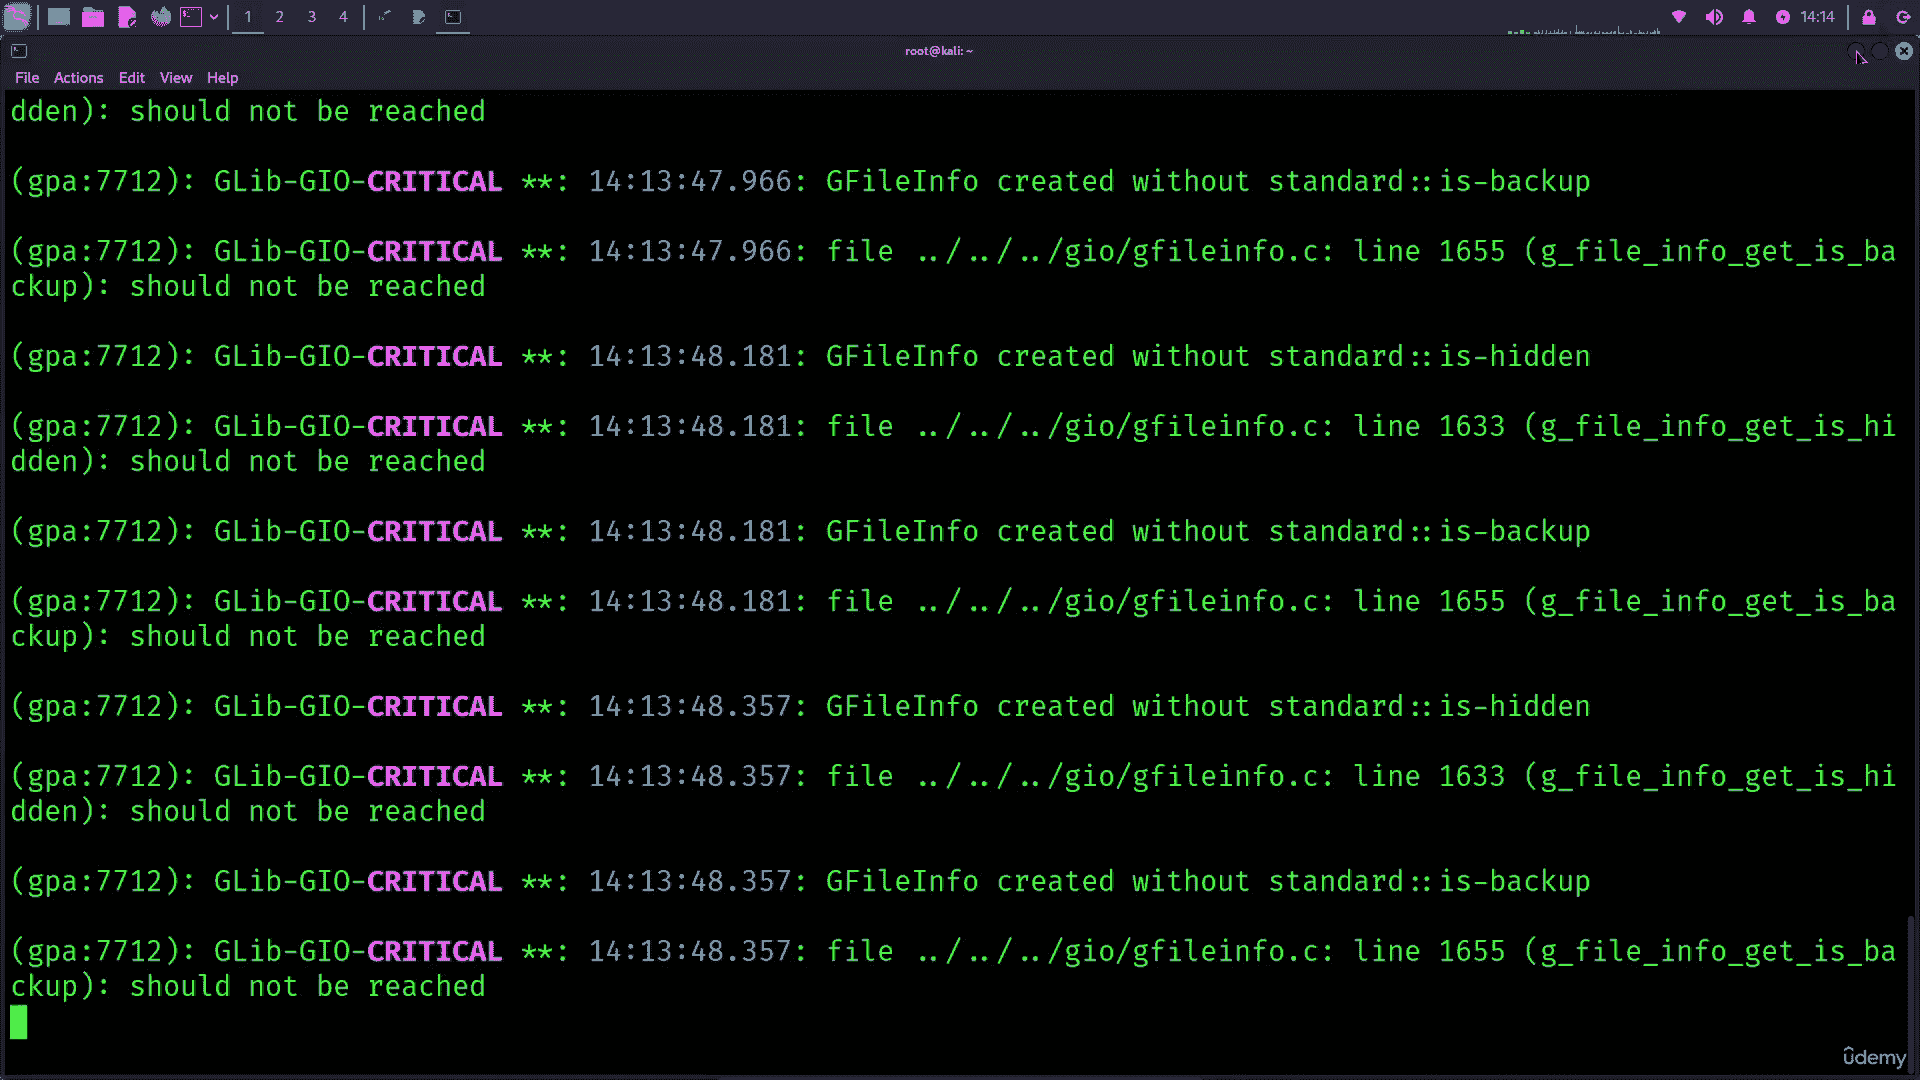 1 2 3 4
14:14
root@kali: ~
File Actions Edit View Help
dden): should not be reached
(gpa:7712): GLib-GIO-CRITICAL **: 14:13:47.966: GFileInfo created without standard::is-backup
(gpa:7712): GLib-GIO-CRITICAL **: 14:13:47.966: file ../../../gio/gfileinfo.c: line 1655 (g_file_info_get_is_ba
ckup): should not be reached
(gpa:7712): GLib-GIO-CRITICAL **: 14:13:48.181: GFileInfo created without standard::is-hidden
(gpa:7712): GLib-GIO-CRITICAL **: 14:13:48.181: file ../../../gio/gfileinfo.c: line 1633 (g_file_info_get_is_hi
dden): should not be reached
(gpa:7712): GLib-GIO-CRITICAL **: 14:13:48.181: GFileInfo created without standard::is-backup
(gpa:7712): GLib-GIO-CRITICAL **: 14:13:48.181: file ../../../gio/gfileinfo.c: line 1655 (g_file_info_get_is_ba
ckup): should not be reached
(gpa:7712): GLib-GIO-CRITICAL **: 14:13:48.357: GFileInfo created without standard::is-hidden
(gpa:7712): GLib-GIO-CRITICAL **: 14:13:48.357: file ../../../gio/gfileinfo.c: line 1633 (g_file_info_get_is_hi
dden): should not be reached
(gpa:7712): GLib-GIO-CRITICAL **: 14:13:48.357: GFileInfo created without standard::is-backup
(gpa:7712): GLib-GIO-CRITICAL **: 14:13:48.357: file ../../../gio/gfileinfo.c: line 1655 (g_file_info_get_is_ba
ckup): should not be reached
ûdemy